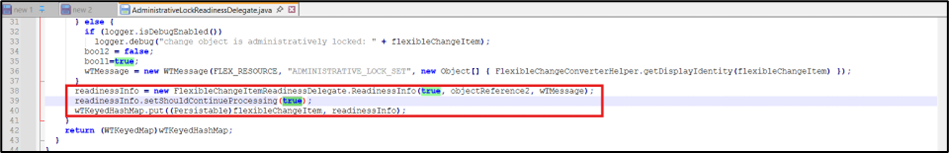 new 1
new 2
AdministrativeLockReadinessDelegate.java
31 } else {
32 if (logger.isDebugEnabled())
33 logger.debug("change object is administratively locked: " + flexibleChangeItem);
34 bool2 = false;
35 bool1=true;
36 wTMessage = new WTMessage(FLEX_RESOURCE, "ADMINISTRATIVE_LOCK_SET", new Object[] { FlexibleChangeConverterHelper.getDisplayIdentity(flexibleChangeItem) });
37 }
38 readinessInfo = new FlexibleChangeItemReadinessDelegate.ReadinessInfo(true, objectReference2, wTMessage);
39 readinessInfo.setShouldContinueProcessing(true);
40 wTKeyedHashMap.put((Persistable)flexibleChangeItem, readinessInfo);
41 }
42 return (WTKeyedMap)wTKeyedHashMap;
43 }
44